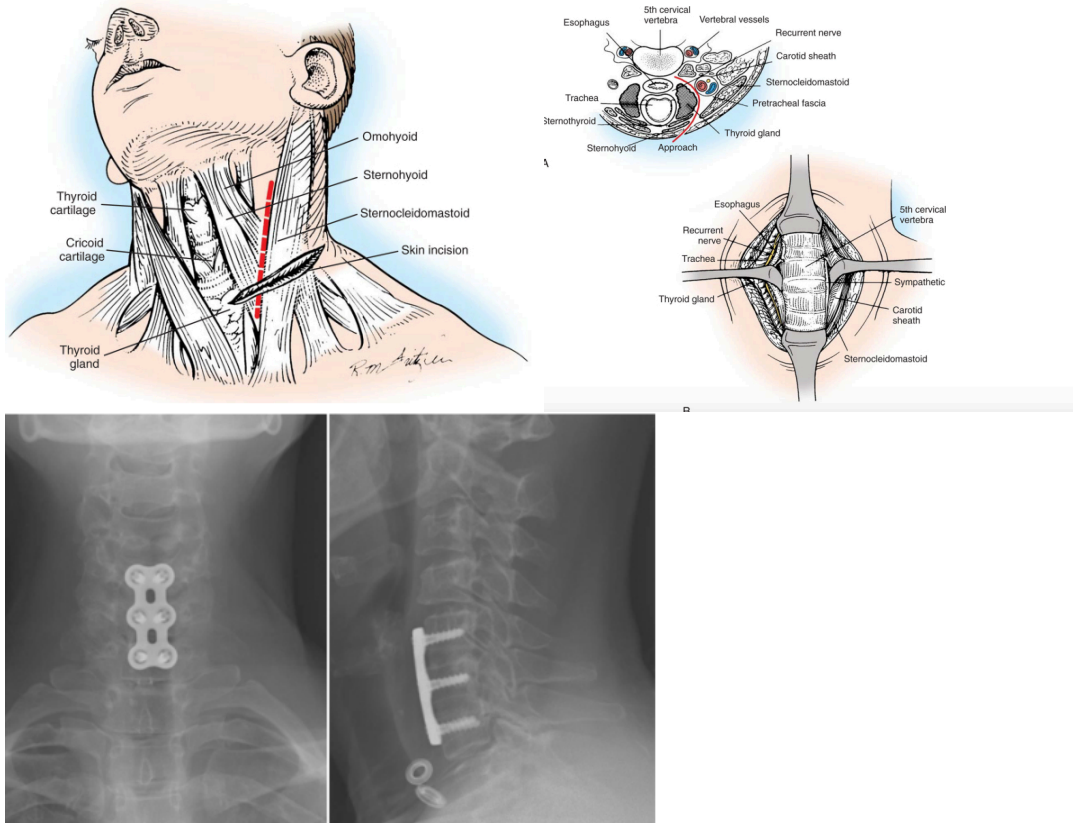 Omohyoid
Sternohyoid
Sternocleidomastoid
Skin incision
Thyroid
cartilage
Cricoid
cartilage
Thyroid
gland
5th cervical
vertebra
Esophagus
Vertebral vessels
Recurrent nerve
Carotid sheath
Sternocleidomastoid
Pretracheal fascia
Thyroid gland
Trachea
Sternothyroid
Sternohyoid
Approach
A
Esophagus
Recurrent
nerve
Trachea
Thyroid gland
5th cervical
vertebra
Sympathetic
Carotid
sheath
Sternocleidomastoid
B